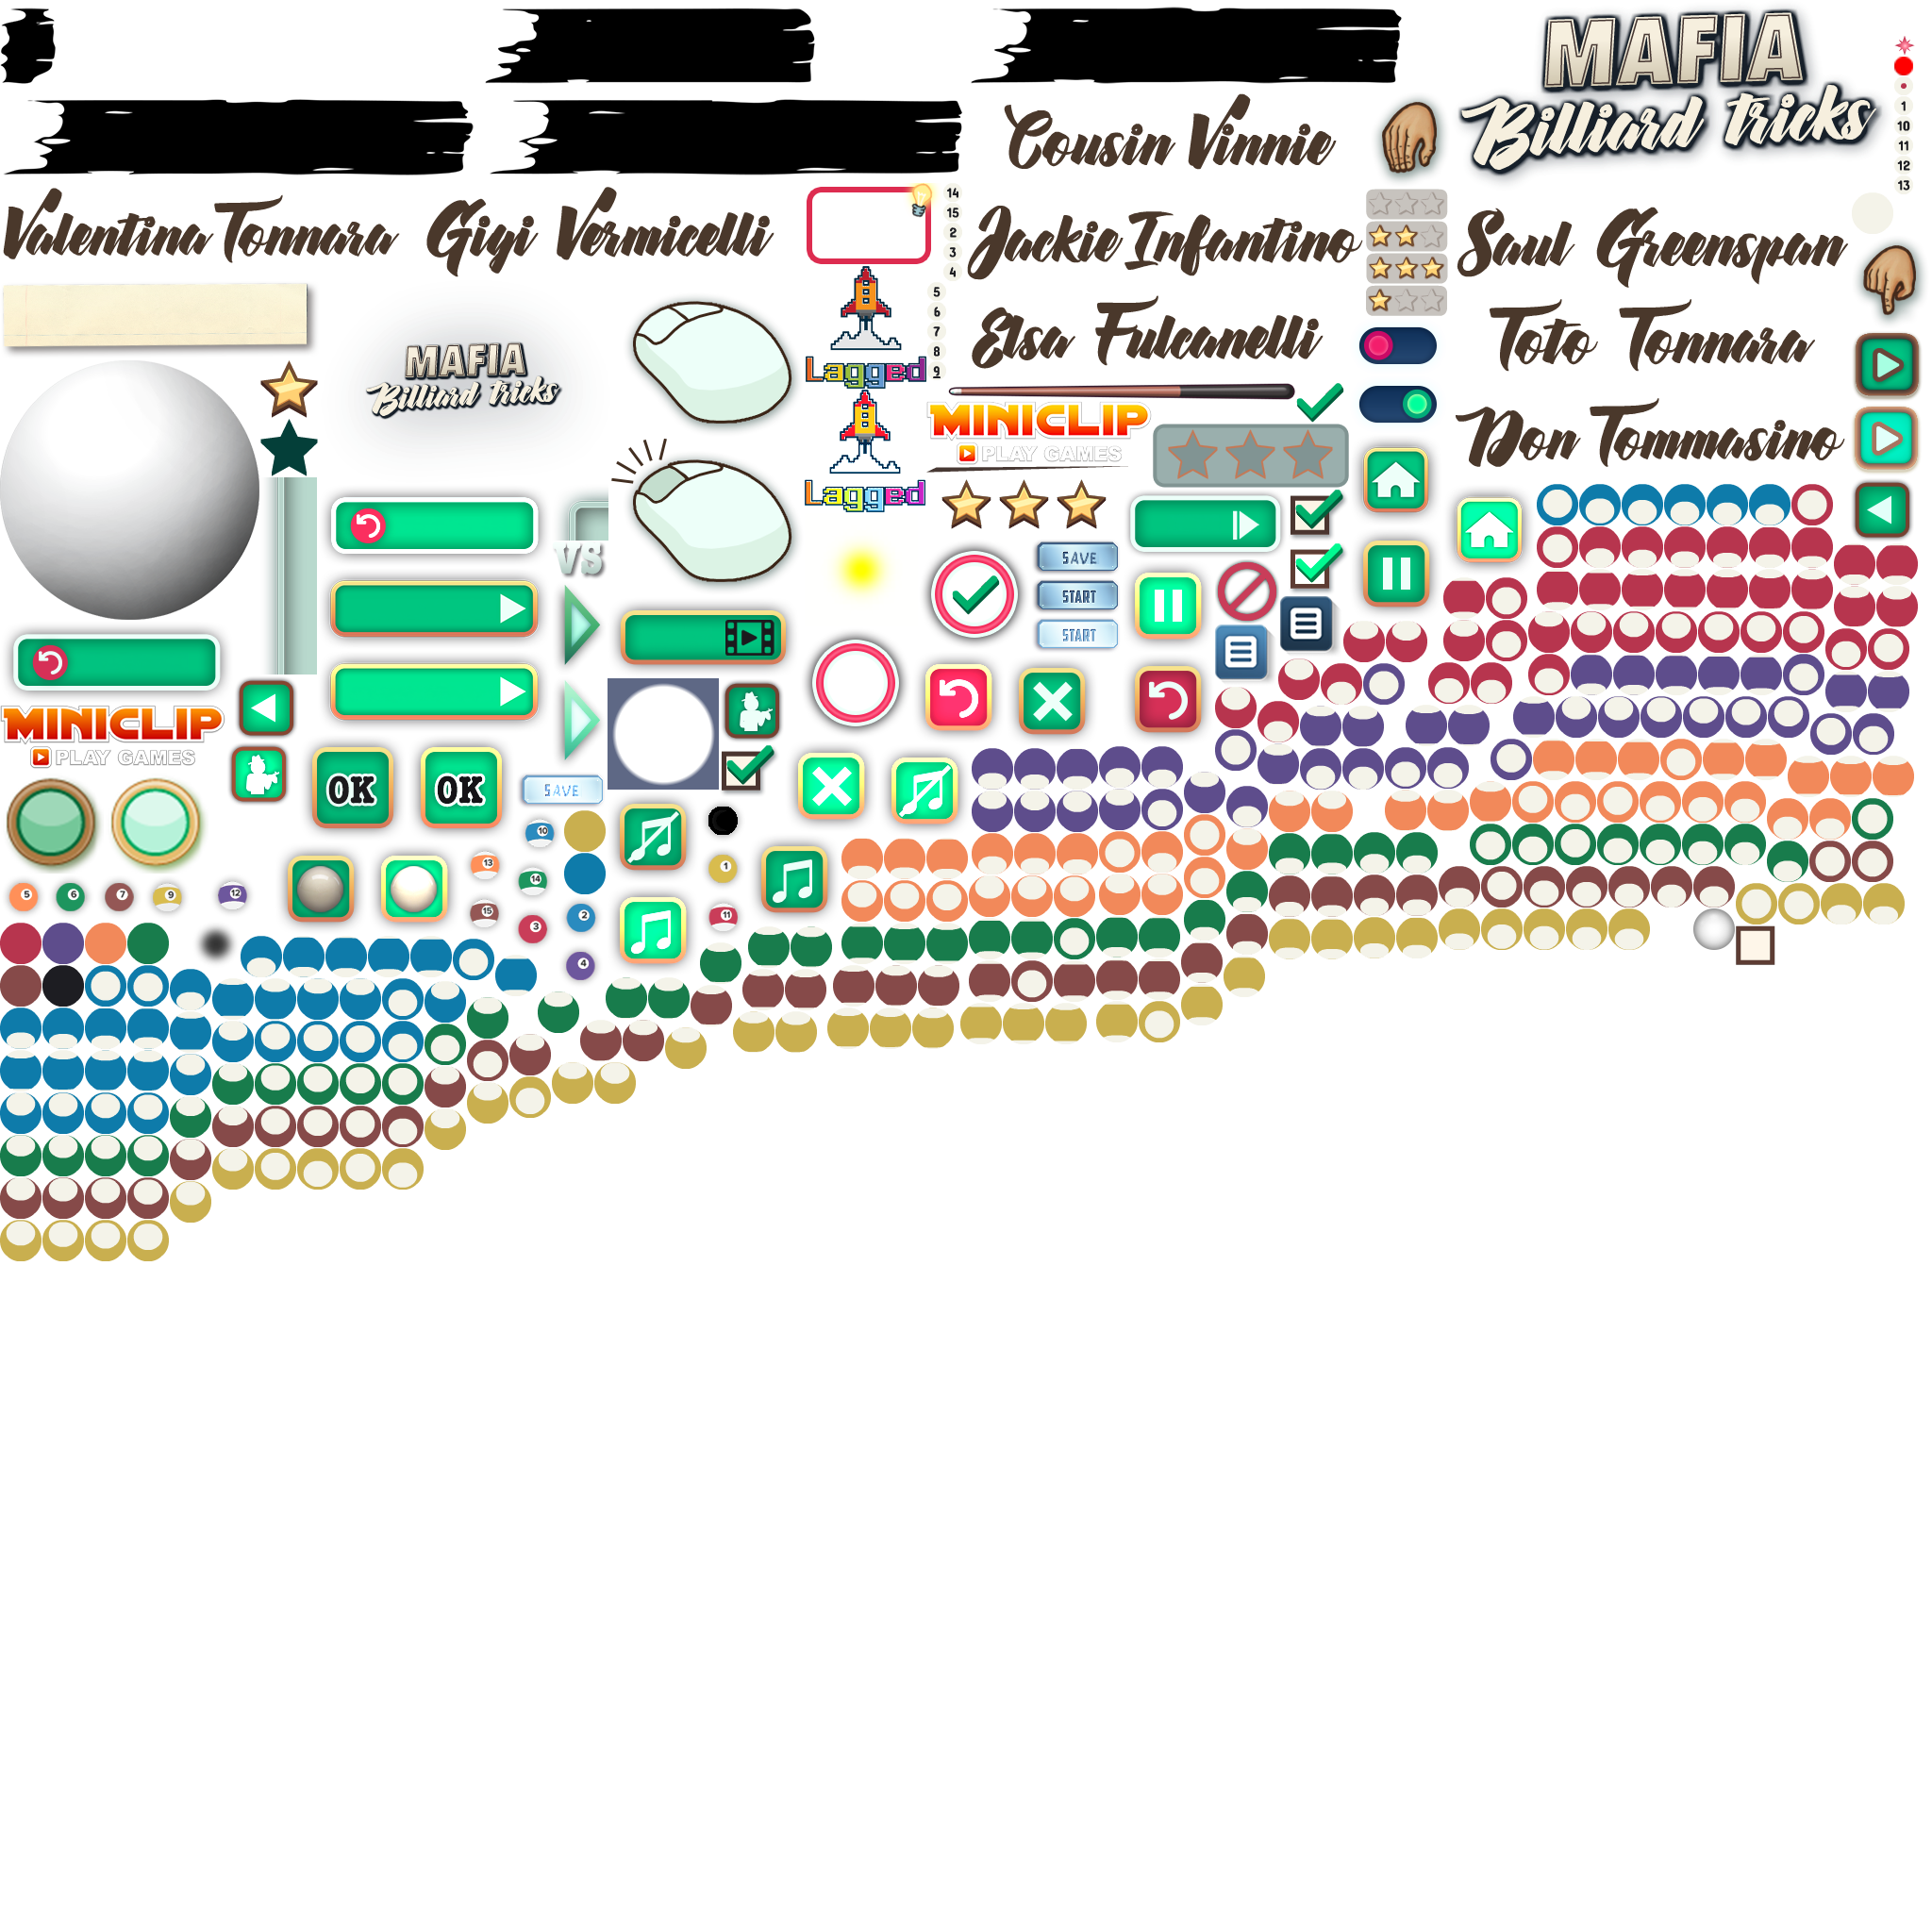 MAFIA
Billiard tricks
1
10
11
12
13
Cousin Vinnie
Valentina Tonnara
Gigi Vermicelli
14
15
2
3
4
5
6
7
8
9
Jackie Infantino
Saul Greenspan
Elsa Fulcanelli
Toto Tonnara
MAFIA
Billiard tricks
Lagged
MINICLIP
PLAY GAMES
Don Tommasino
Lagged
VS
SAVE
START
START
MINICLIP
PLAY GAMES
OK
OK
SAVE
10
13
14
1
5
6
7
9
12
15
3
2
11
4